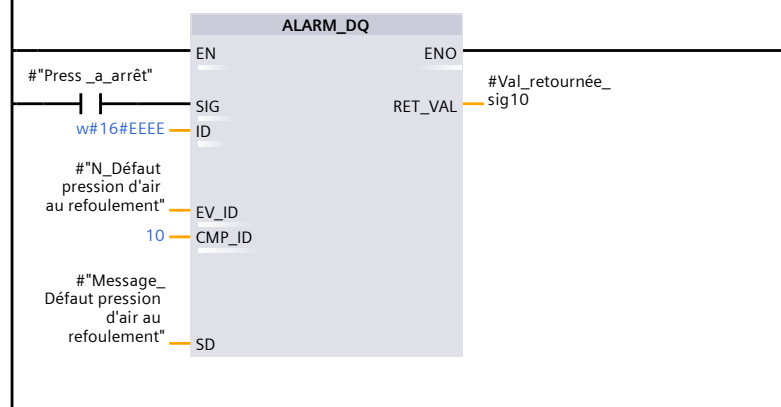 ALARM_DQ
EN
ENO
#"Press _a_arrêt"
SIG
RET_VAL
#Val_retournée_
sig10
w#16#EEEE
ID
#"N_Défaut
pression d'air
au refoulement"
EV_ID
10
CMP_ID
#"Message_
Défaut pression
d'air au
refoulement"
SD